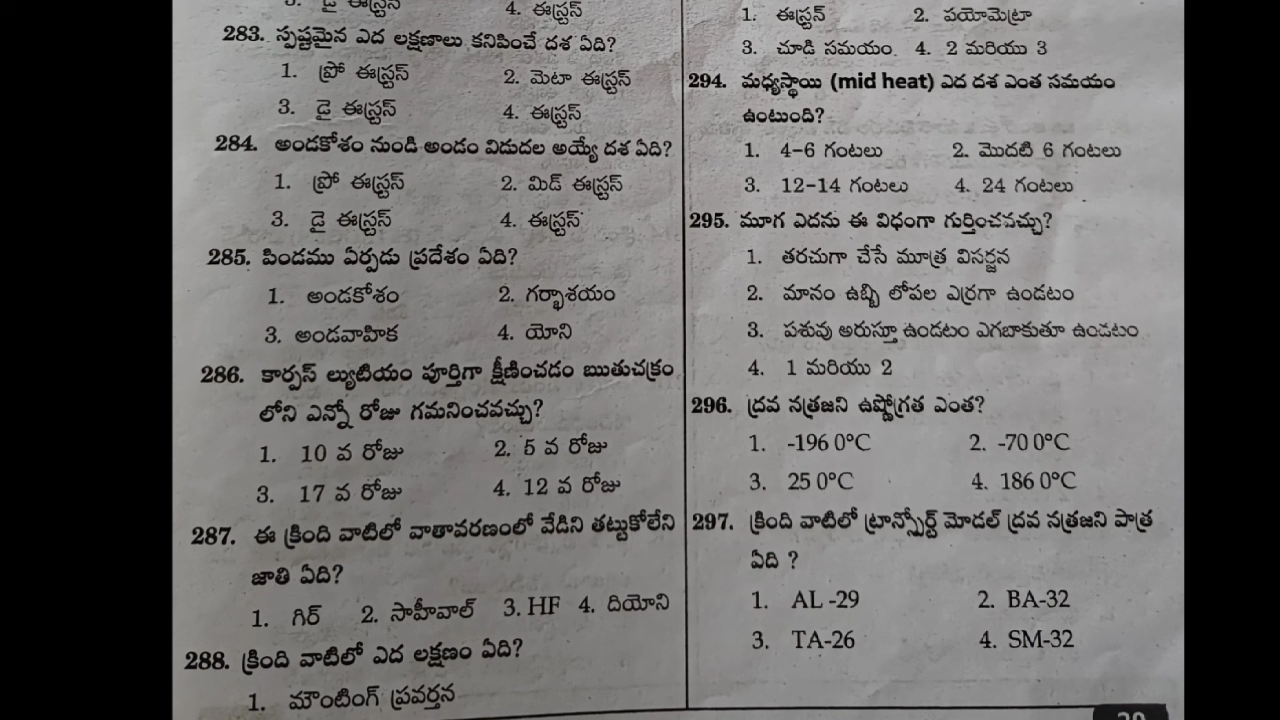 3. డై ఈస్ట్రస్ 4. ఈస్ట్రస్
283. స్పష్టమైన ఎద లక్షణాలు కనిపించే దశ ఏది?
1. ప్రో ఈస్ట్రస్ 2. మెటా ఈస్ట్రస్
3. డై ఈస్ట్రస్ 4. ఈస్ట్రస్
284. అండకోశం నుండి అండం విడుదల అయ్యే దశ ఏది?
1. ప్రో ఈస్ట్రస్ 2. మిడ్ ఈస్ట్రస్
3. డై ఈస్ట్రస్ 4. ఈస్ట్రస్
285. పిండము ఏర్పడు ప్రదేశం ఏది?
1. అండకోశం 2. గర్భాశయం
3. అండవాహిక 4. యోని
286. కార్పస్ ల్యుటియం పూర్తిగా క్షీణించడం ఋతుచక్రం
లోని ఎన్నో రోజు గమనించవచ్చు?
1. 10 వ రోజు 2. 5 వ రోజు
3. 17 వ రోజు 4. 12 వ రోజు
287. ఈ క్రింది వాటిలో వాతావరణంలో వేడిని తట్టుకోలేని
జాతి ఏది?
1. గిర్ 2. సాహీవాల్ 3. HF 4. దియోని
288. క్రింది వాటిలో ఎద లక్షణం ఏది?
1. మౌంటింగ్ ప్రవర్తన
1. ఈస్ట్రన్ 2. పయోమెట్రా
3. చూడి సమయం 4. 2 మరియు 3
294. మధ్యస్థాయి (mid heat) ఎద దశ ఎంత సమయం
ఉంటుంది?
1. 4-6 గంటలు 2. మొదటి 6 గంటలు
3. 12-14 గంటలు 4. 24 గంటలు
295. మూగ ఎదను ఈ విధంగా గుర్తించవచ్చు?
1. తరచుగా చేసే మూత్ర విసర్జన
2. మానం ఉబ్బి లోపల ఎర్రగా ఉండటం
3. పశువు అరుస్తూ ఉండటం ఎగబాకుతూ ఉండటం
4. 1 మరియు 2
296. ద్రవ నత్రజని ఉష్ణోగ్రత ఎంత?
1. -196 0°C 2. -70 0°C
3. 25 0°C 4. 186 0°C
297. క్రింది వాటిలో ట్రాన్స్పోర్ట్ మోడల్ ద్రవ నత్రజని పాత్ర
ఏది ?
1. AL -29 2. BA-32
3. TA-26 4. SM-32